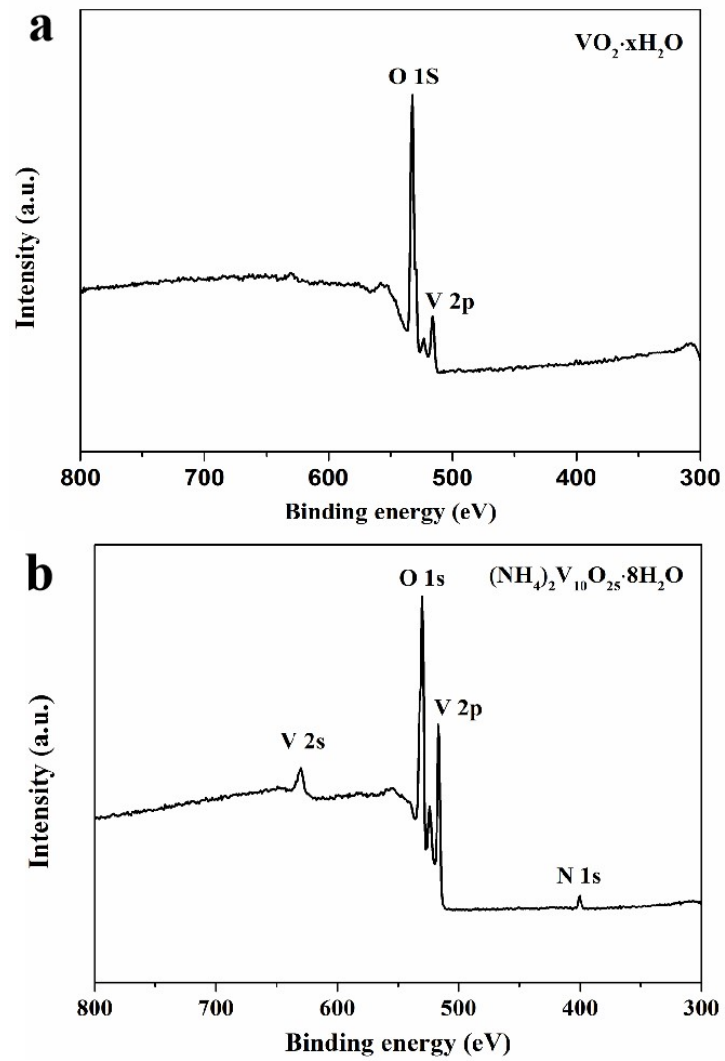 a
VO₂·xH₂O
O 1S
V 2p
Intensity (a.u.)
800 700 600 500 400 300
Binding energy (eV)
b
O 1s
(NH₄)₂V₁₀O₂₅·8H₂O
V 2p
V 2s
N 1s
Intensity (a.u.)
800 700 600 500 400 300
Binding energy (eV)